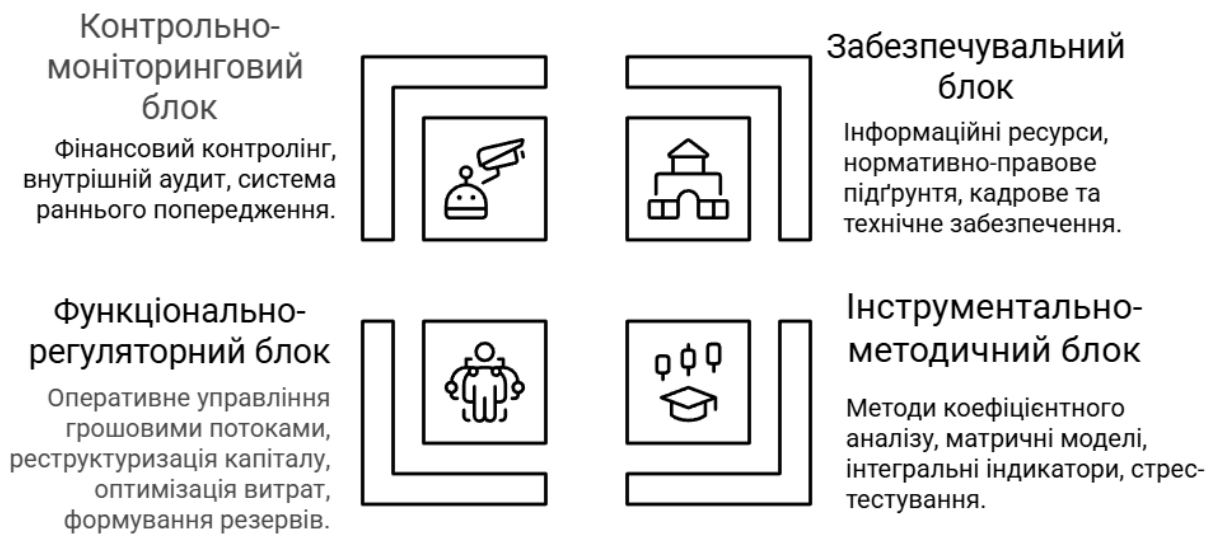 Контрольно-
моніторинговий
блок
Фінансовий контролінг,
внутрішній аудит, система
раннього попередження.
Забезпечувальний
блок
Інформаційні ресурси,
нормативно-правове
підґрунтя, кадрове та
технічне забезпечення.
Функціонально-
регуляторний блок
Оперативне управління
грошовими потоками,
реструктуризація капіталу,
оптимізація витрат,
формування резервів.
Інструментально-
методичний блок
Методи коефіцієнтного
аналізу, матричні моделі,
інтегральні індикатори, стрес-
тестування.